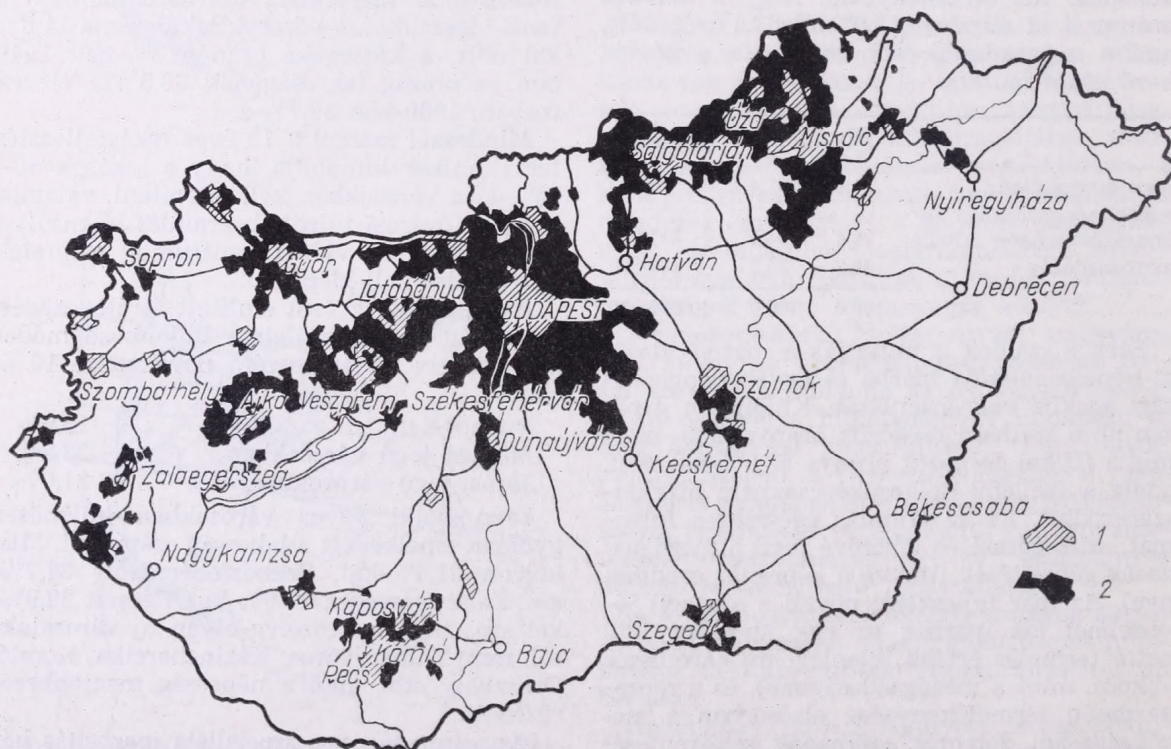 Ózd
Miskolc
Salgótarján
Nyíregyháza
Sopron
Győr
Hatvan
Tatabánya
Debrecen
BUDAPEST
Szombathely
Ajka
Veszprém
Székesfehérvár
Szolnok
Dunaújváros
Zalaegerszeg
Kecskemét
Békéscsaba
1
Nagykanizsa
2
Kaposvár
Szeged
Komló
Baja
Pécs